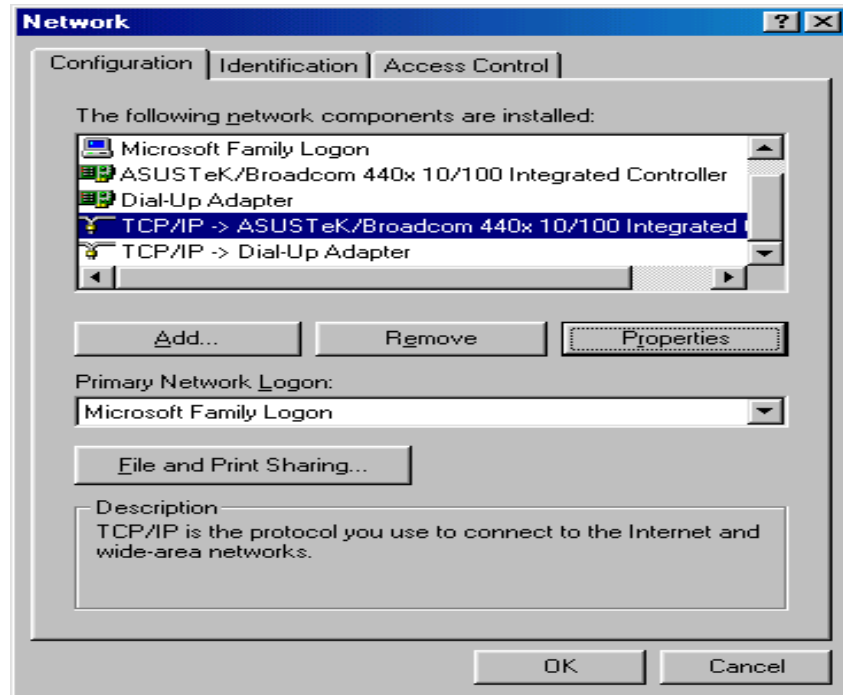 Network
Configuration Identification Access Control
The following network components are installed:
Microsoft Family Logon
ASUSTeK/Broadcom 440x 10/100 Integrated Controller
Dial-Up Adapter
TCP/IP -> ASUSTeK/Broadcom 440x 10/100 Integrated
TCP/IP -> Dial-Up Adapter
Add... Remove Properties
Primary Network Logon:
Microsoft Family Logon
File and Print Sharing...
Description
TCP/IP is the protocol you use to connect to the Internet and
wide-area networks.
OK Cancel